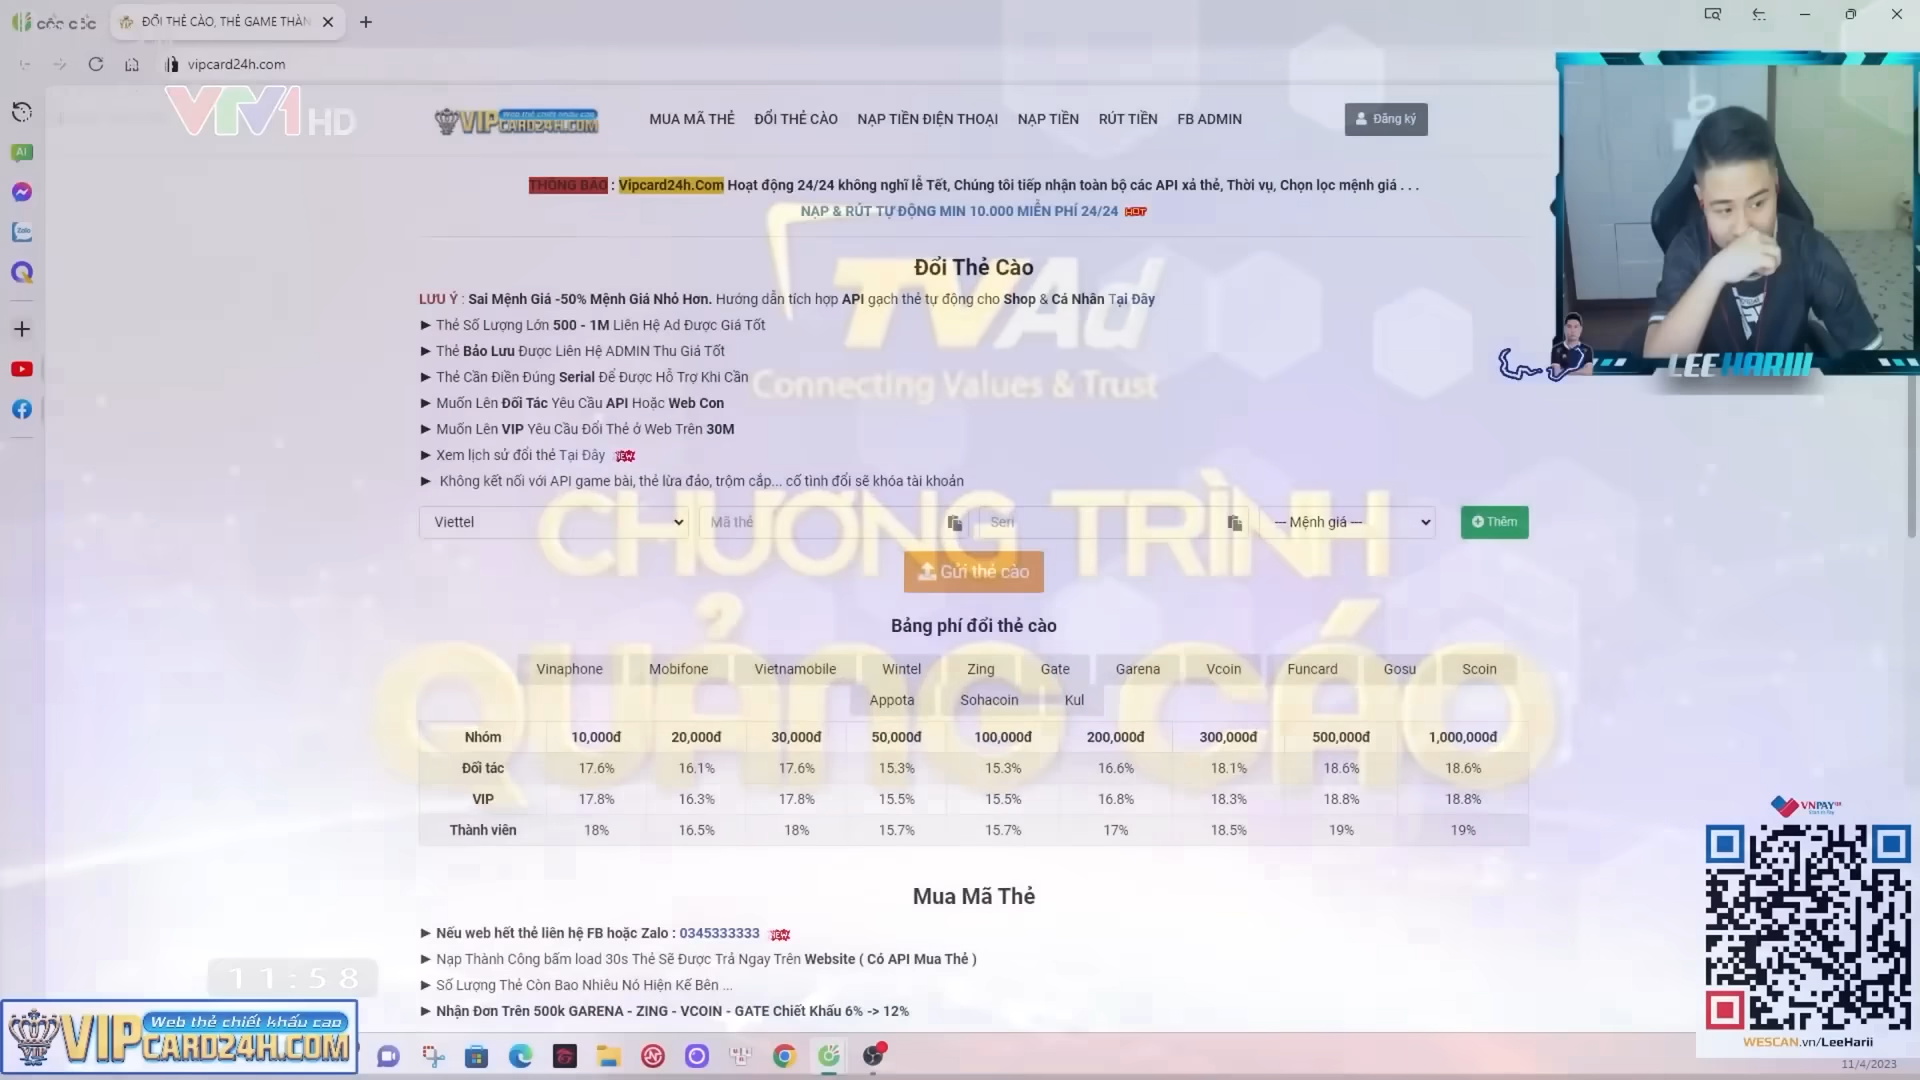 cốc cốc
ĐỔI THẺ CÀO, THẺ GAME THÀN
vipcard24h.com
VTV1 HD
VIPCARD24H.COM
Web thẻ chiết khấu cao
MUA MÃ THẺ
ĐỔI THẺ CÀO
NẠP TIỀN ĐIỆN THOẠI
NẠP TIỀN
RÚT TIỀN
FB ADMIN
Đăng ký
THÔNG BÁO : Vipcard24h.Com Hoạt động 24/24 không nghĩ lễ Tết, Chúng tôi tiếp nhận toàn bộ các API xả thẻ, Thời vụ, Chọn lọc mệnh giá . . .
NẠP & RÚT TỰ ĐỘNG MIN 10.000 MIỄN PHÍ 24/24 HOT
TVAd
Connecting Values & Trust
Đổi Thẻ Cào
LƯU Ý : Sai Mệnh Giá -50% Mệnh Giá Nhỏ Hơn. Hướng dẫn tích hợp API gạch thẻ tự động cho Shop & Cá Nhân Tại Đây
► Thẻ Số Lượng Lớn 500 - 1M Liên Hệ Ad Được Giá Tốt
► Thẻ Bảo Lưu Được Liên Hệ ADMIN Thu Giá Tốt
► Thẻ Cần Điền Đúng Serial Để Được Hỗ Trợ Khi Cần
► Muốn Lên Đối Tác Yêu Cầu API Hoặc Web Con
► Muốn Lên VIP Yêu Cầu Đổi Thẻ ở Web Trên 30M
► Xem lịch sử đổi thẻ Tại Đây NEW
► Không kết nối với API game bài, thẻ lừa đảo, trộm cắp... cố tình đổi sẽ khóa tài khoản
Viettel
Mã thẻ
Seri
--- Mệnh giá ---
Thêm
CHƯƠNG TRÌNH
QUẢNG CÁO
Gửi thẻ cào
Bảng phí đổi thẻ cào
Vinaphone Mobifone Vietnamobile Wintel Zing Gate Garena Vcoin Funcard Gosu Scoin
Appota Sohacoin Kul
Nhóm 10,000đ 20,000đ 30,000đ 50,000đ 100,000đ 200,000đ 300,000đ 500,000đ 1,000,000đ
Đối tác 17.6% 16.1% 17.6% 15.3% 15.3% 16.6% 18.1% 18.6% 18.6%
VIP 17.8% 16.3% 17.8% 15.5% 15.5% 16.8% 18.3% 18.8% 18.8%
Thành viên 18% 16.5% 18% 15.7% 15.7% 17% 18.5% 19% 19%
Mua Mã Thẻ
► Nếu web hết thẻ liên hệ FB hoặc Zalo : 0345333333 NEW
► Nạp Thành Công bấm load 30s Thẻ Sẽ Được Trả Ngay Trên Website ( Có API Mua Thẻ )
► Số Lượng Thẻ Còn Bao Nhiêu Nó Hiện Kế Bên ...
► Nhận Đơn Trên 500k GARENA - ZING - VCOIN - GATE Chiết Khấu 6% -> 12%
11:58
Web thẻ chiết khấu cao
VIPCARD24H.COM
LEEHARIII
VNPAY
WESCAN.vn/LeeHarii
11/4/2023
AI
Zalo